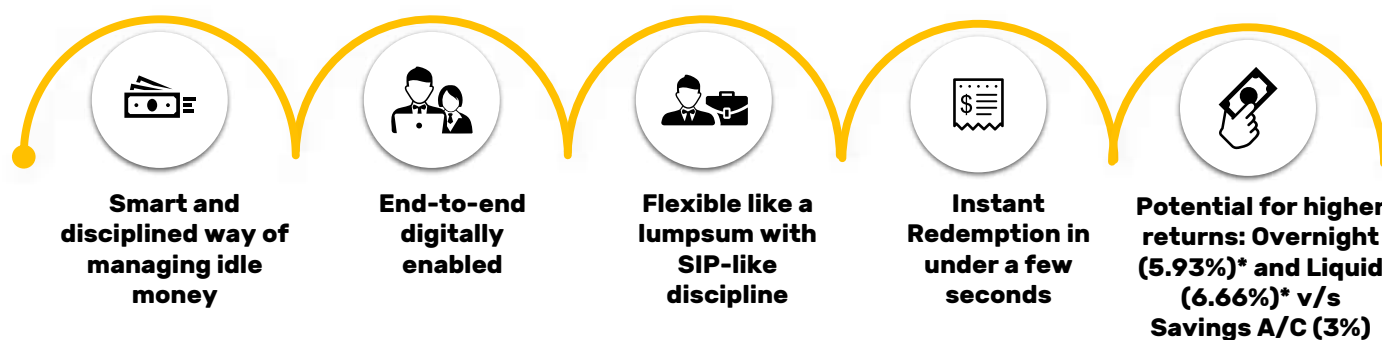 Smart and
disciplined way of
managing idle
money
End-to-end
digitally
enabled
Flexible like a
lumpsum with
SIP-like
discipline
$
Instant
Redemption in
under a few
seconds
Potential for higher
returns: Overnight
(5.93%)* and Liquid
(6.66%)* v/s
Savings A/C (3%)